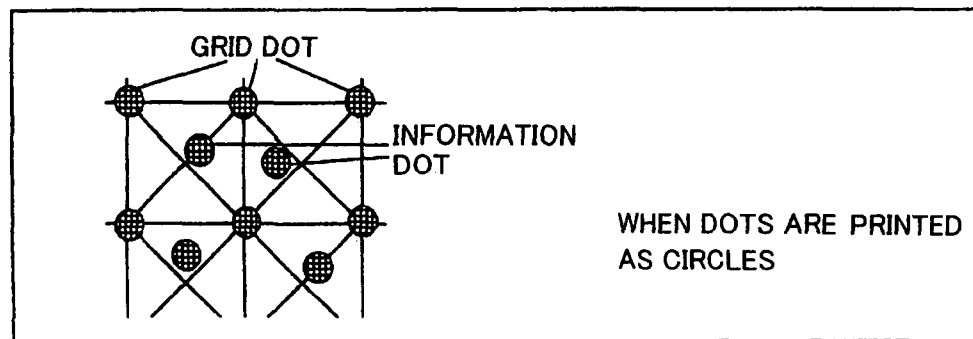 GRID DOT
INFORMATION
DOT
WHEN DOTS ARE PRINTED
AS CIRCLES